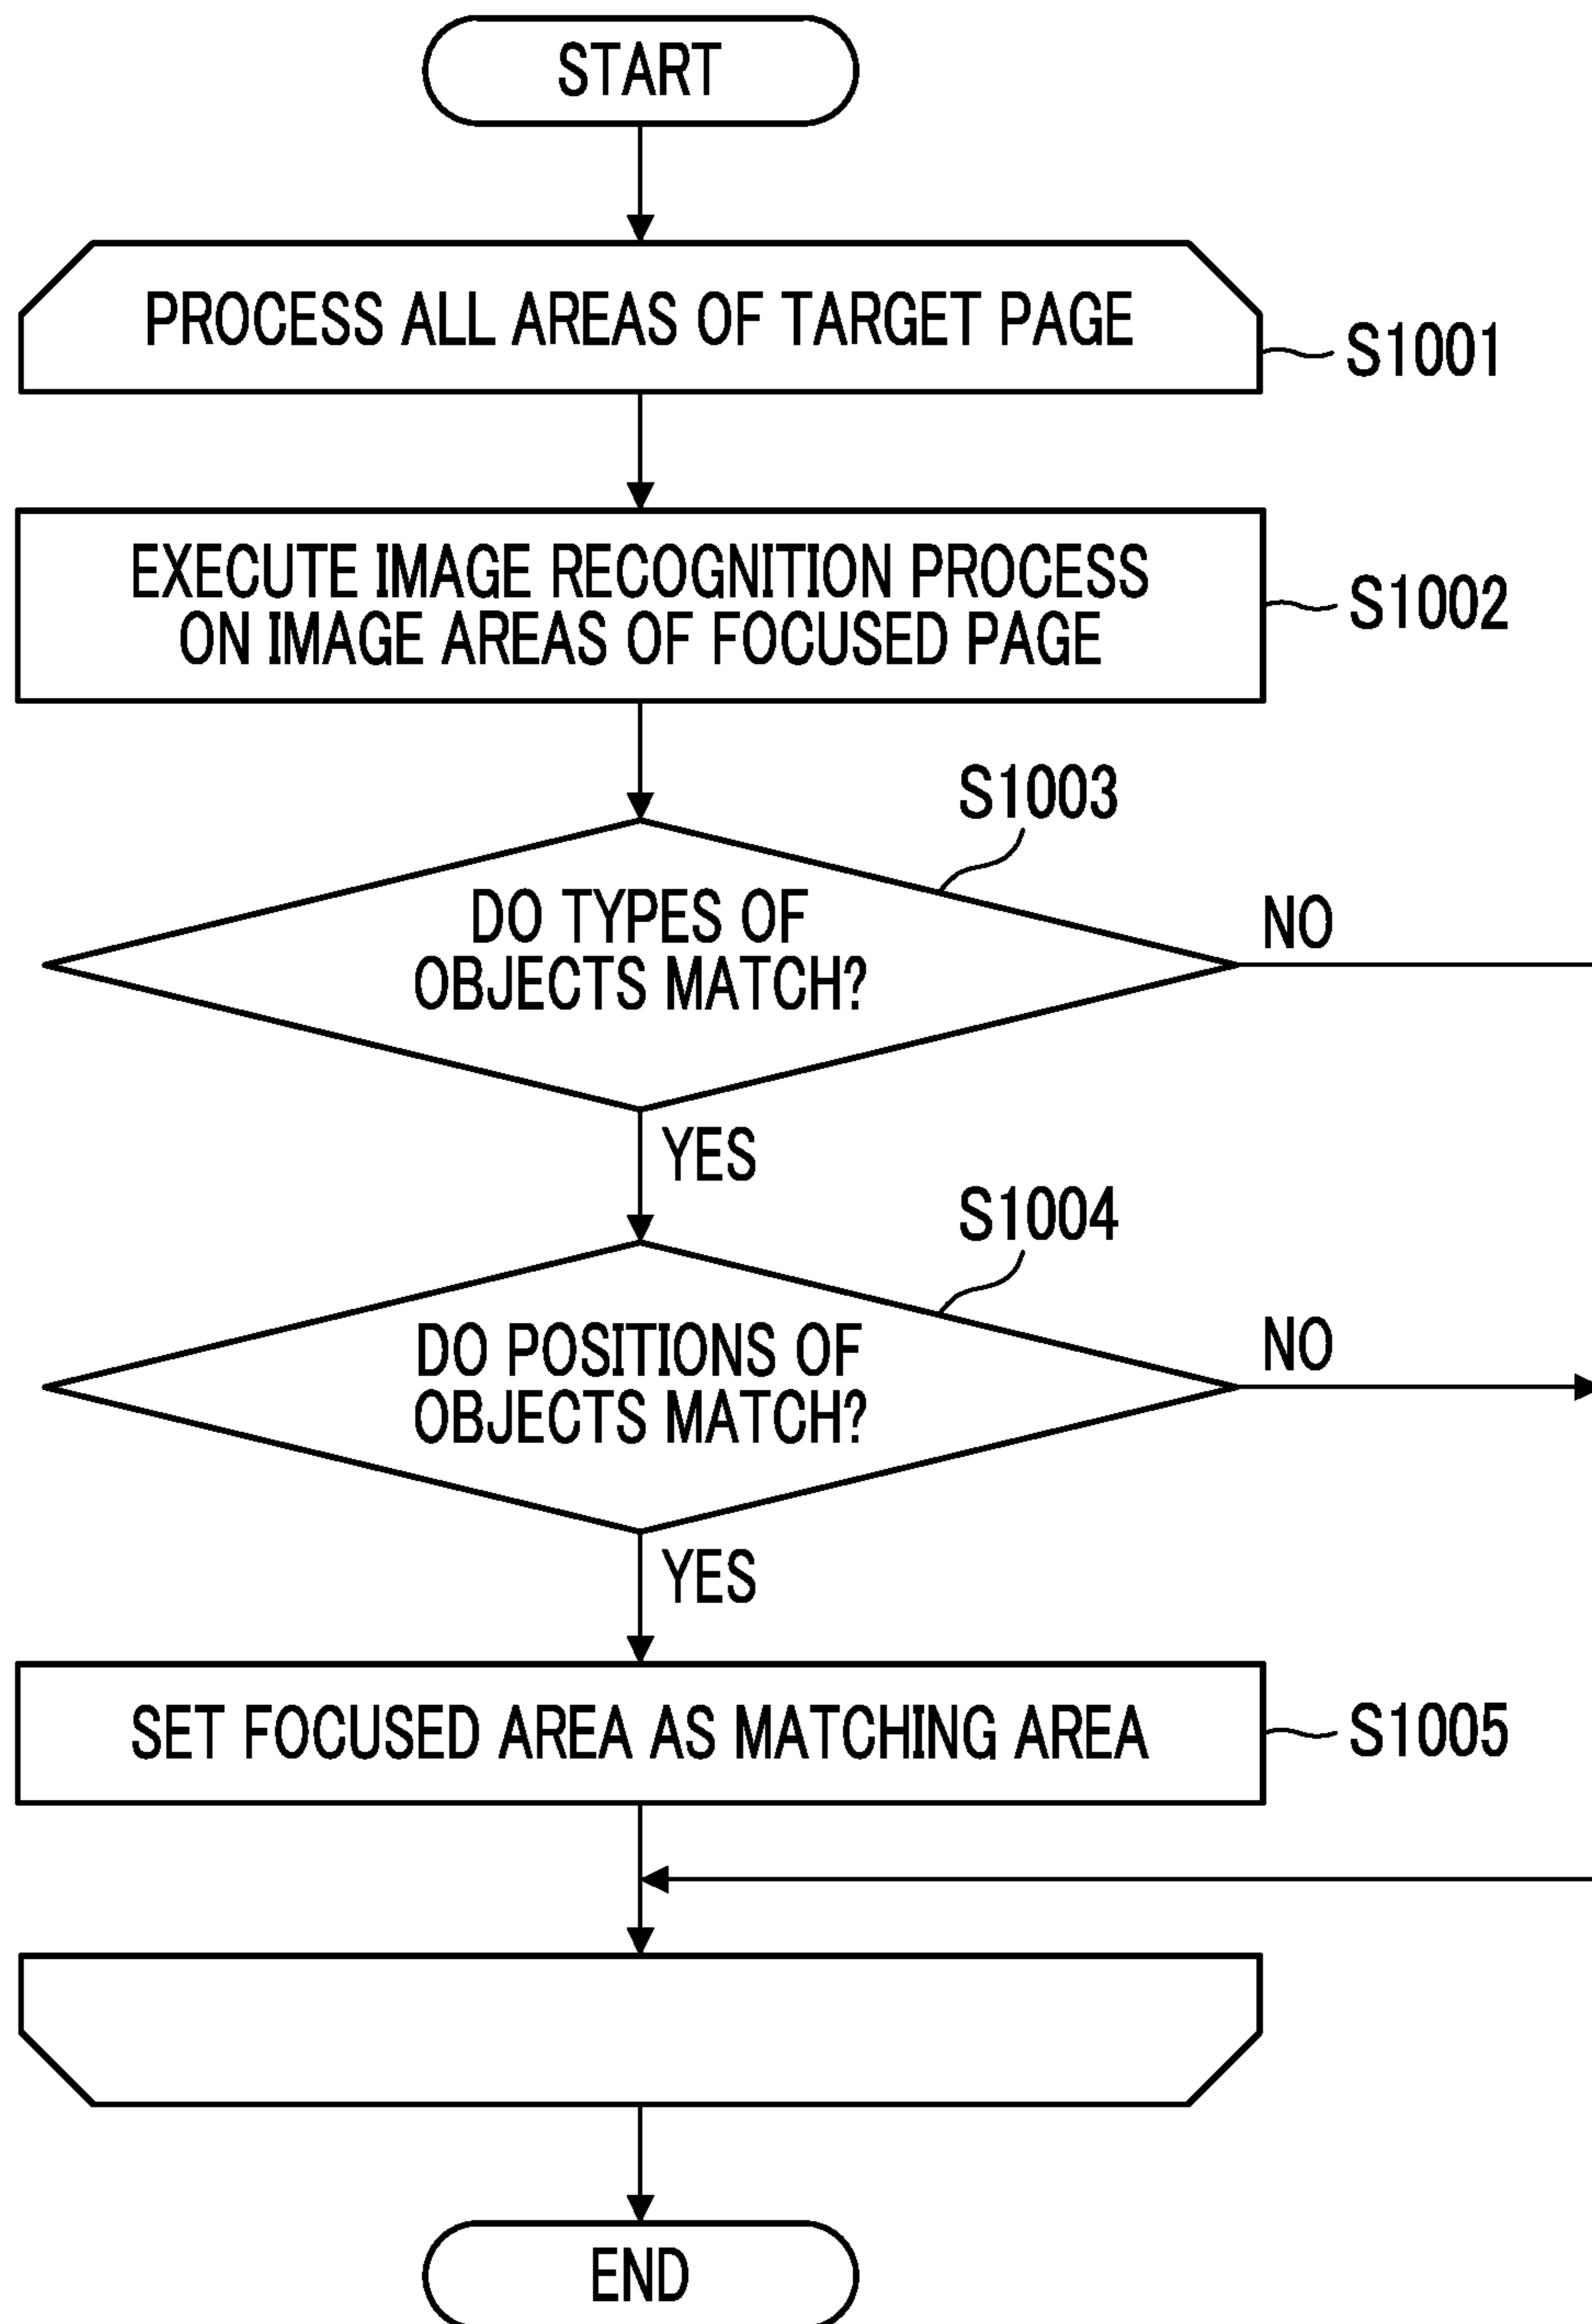 START
PROCESS ALL AREAS OF TARGET PAGE
S1001
EXECUTE IMAGE RECOGNITION PROCESS
ON IMAGE AREAS OF FOCUSED PAGE
S1002
S1003
DO TYPES OF
OBJECTS MATCH?
NO
YES
S1004
DO POSITIONS OF
OBJECTS MATCH?
NO
YES
SET FOCUSED AREA AS MATCHING AREA
S1005
END